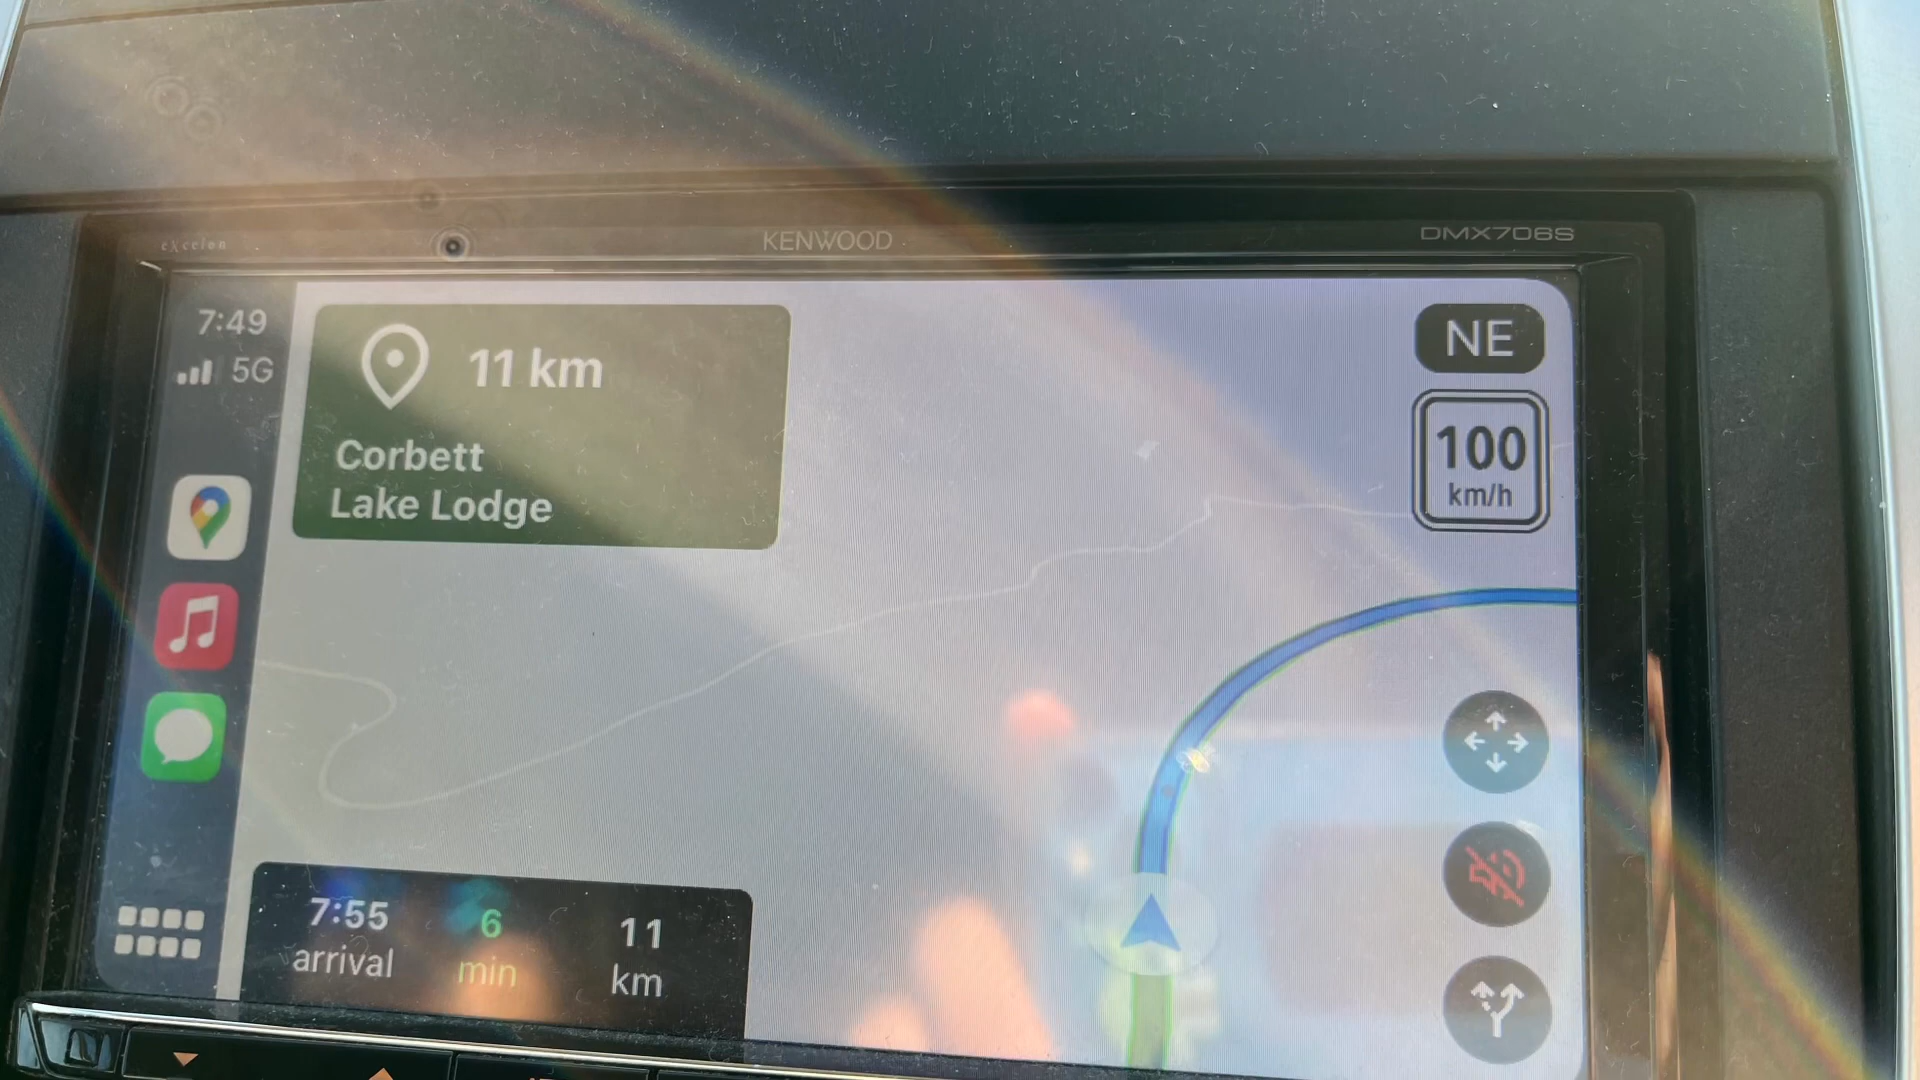 excelon
KENWOOD
DMX706S
7:49
5G
11 km
Corbett
Lake Lodge
NE
100
km/h
7:55
arrival
6
min
11
km